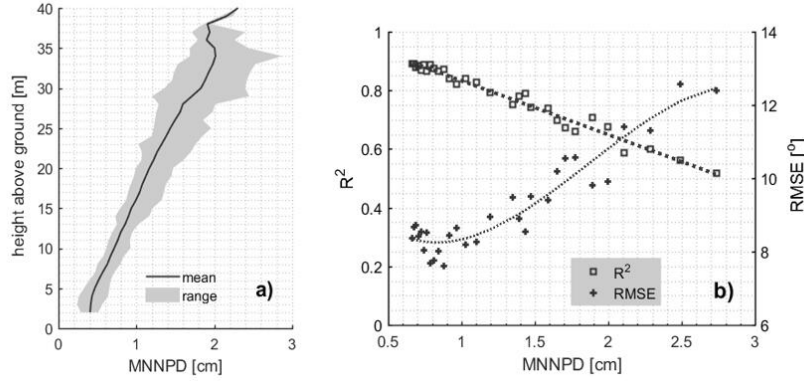 40
35
30
25
20
15
10
5
0
height above ground [m]
mean
range
a)
0
1
2
3
MNNPD [cm]
1
0.8
0.6
0.4
0.2
0
R²
14
12
10
8
6
RMSE [°]
R²
RMSE
b)
0.5
1
1.5
2
2.5
3
MNNPD [cm]